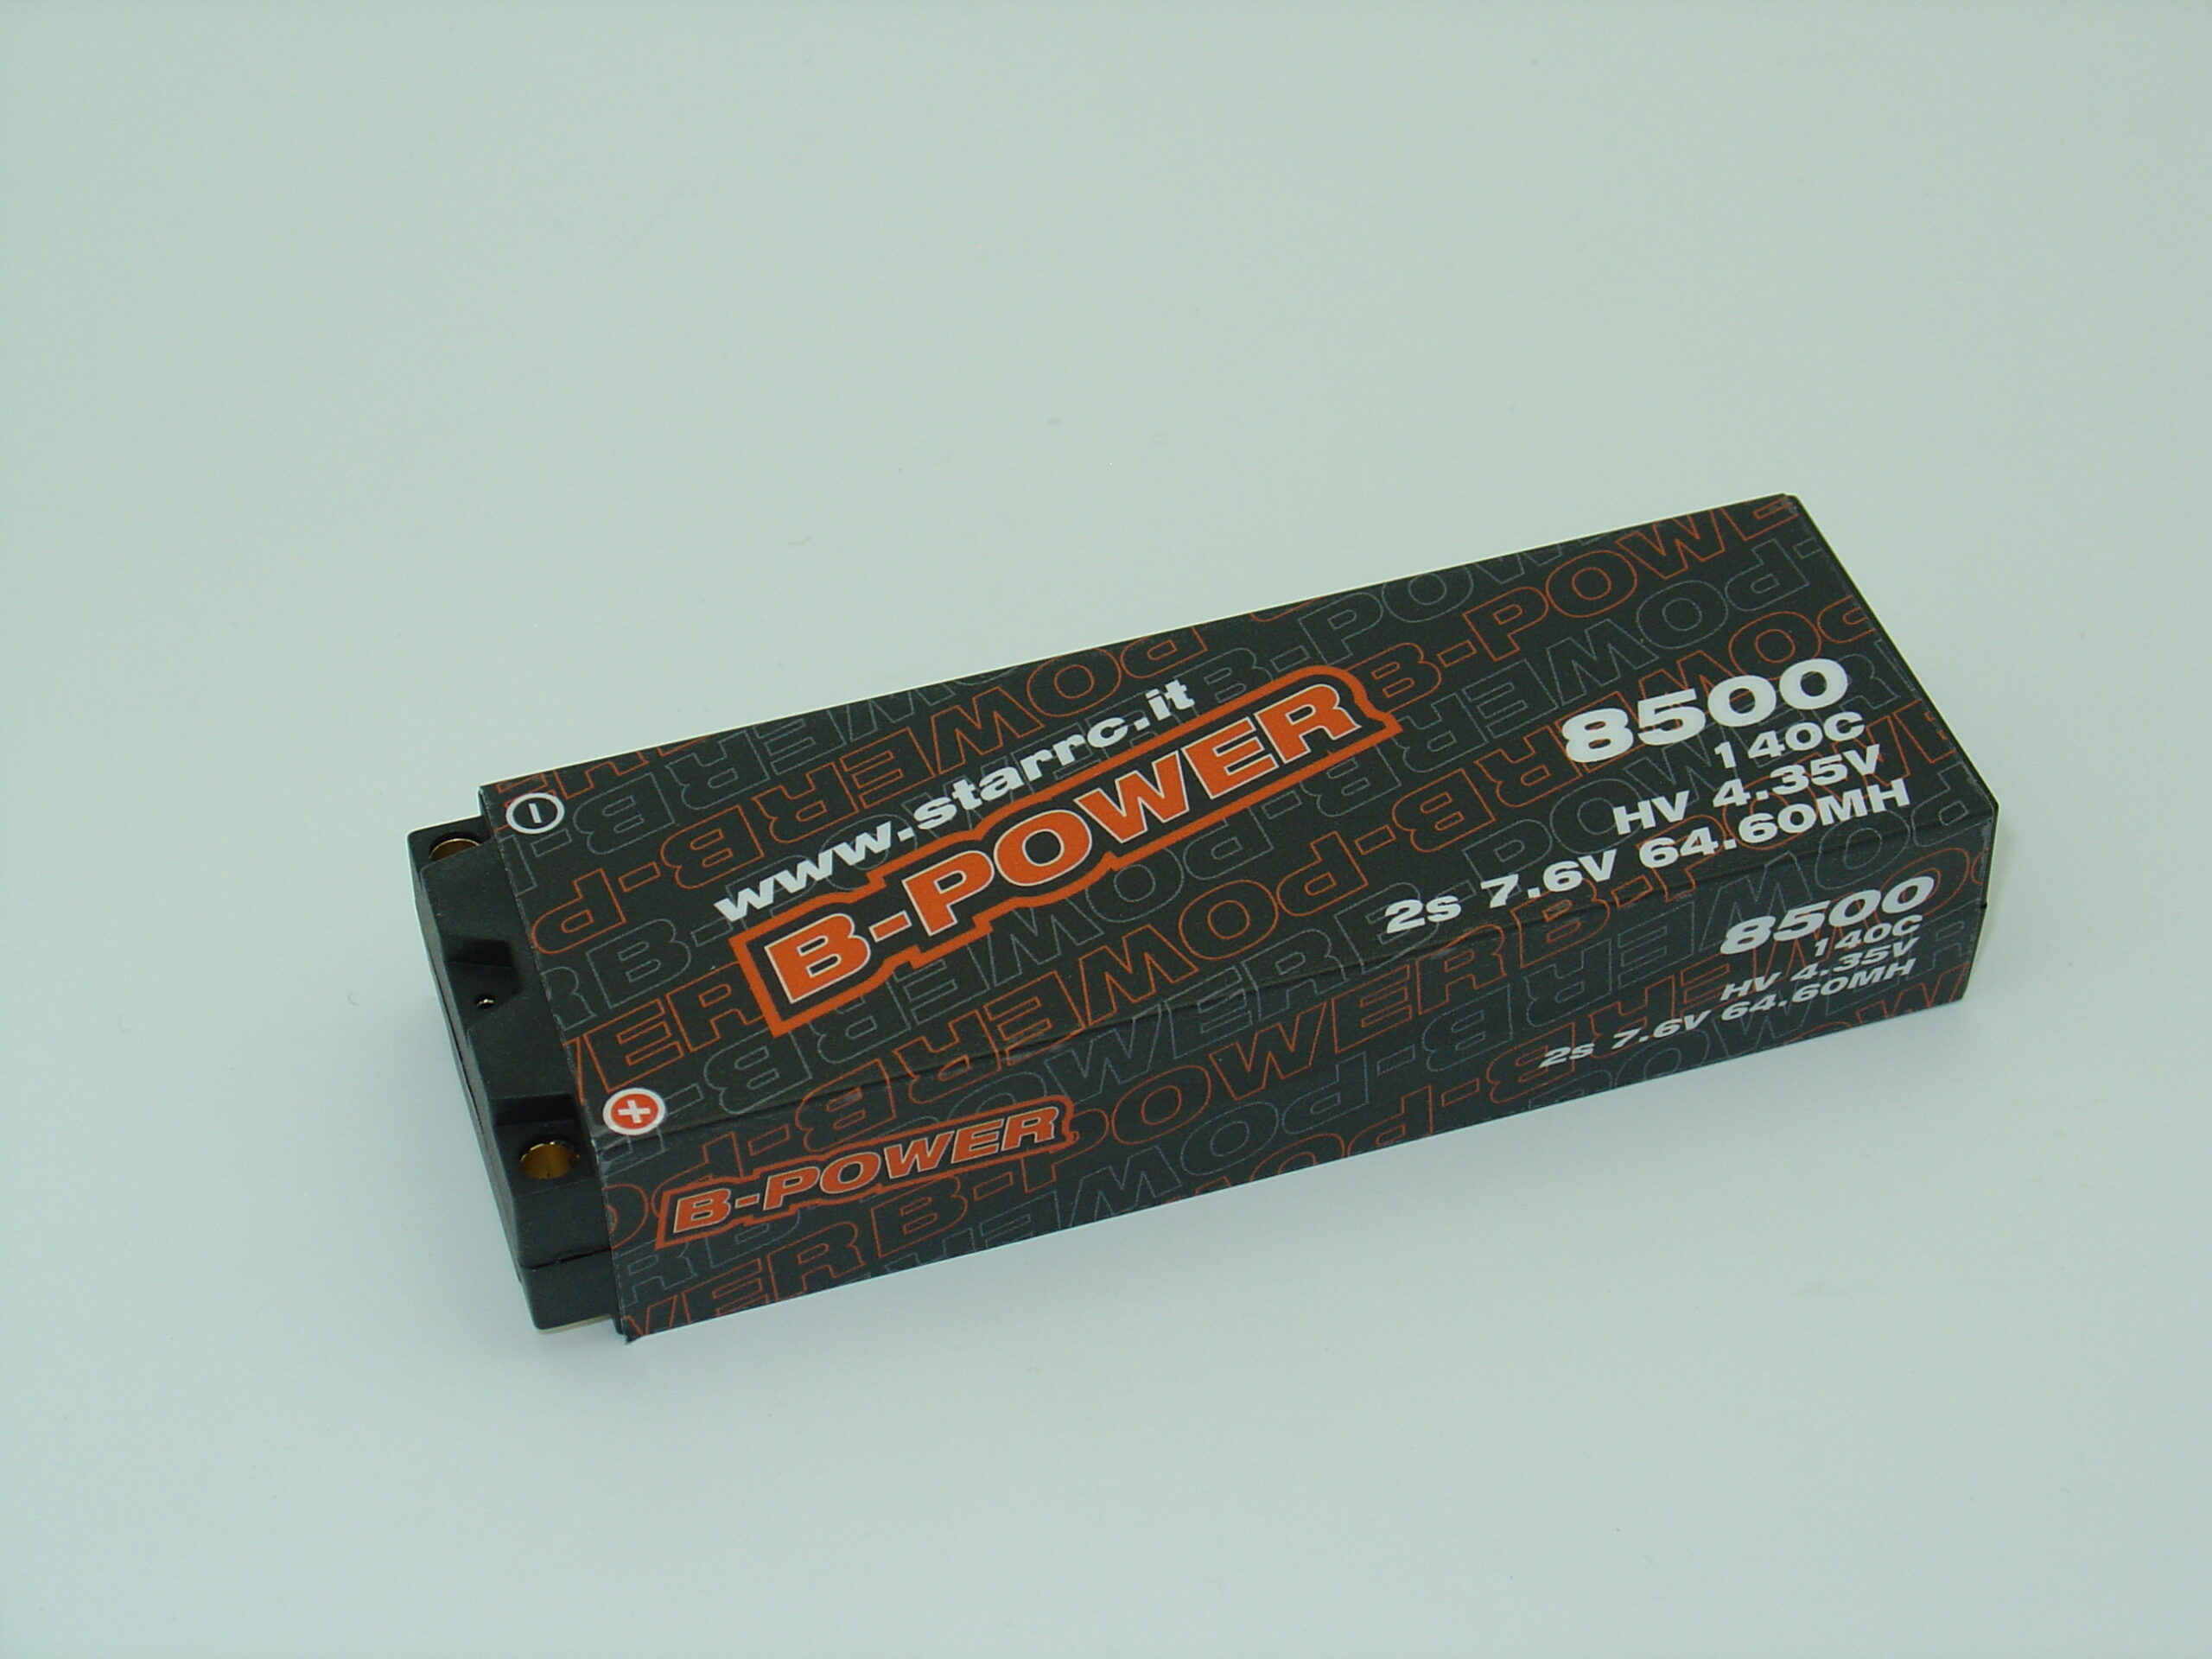 www.starrc.it
B-POWER
8500
140C
HV 4.35V
2s 7.6V 64.60MH
B-POWER
8500
140C
HV 4.35V
2s 7.6V 64.60MH